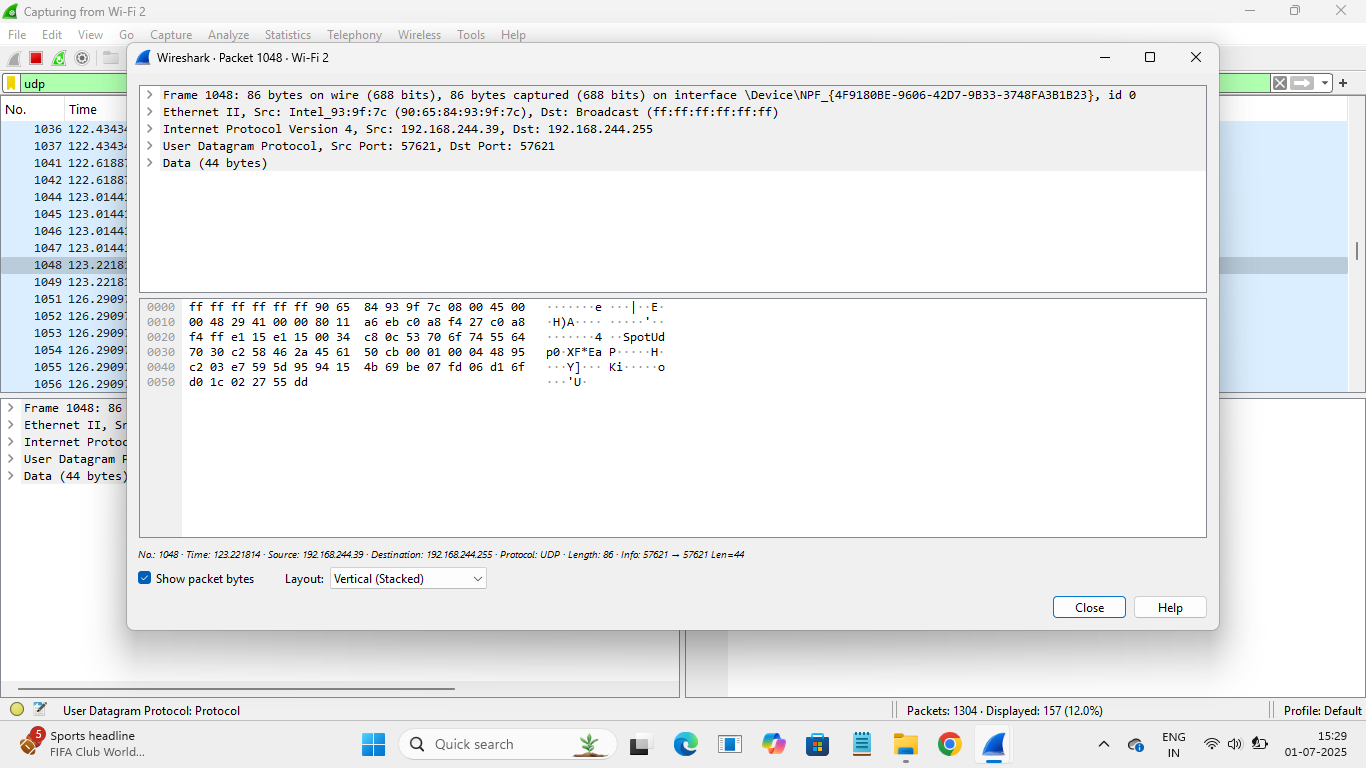 Capturing from Wi-Fi 2
File Edit View Go Capture Analyze Statistics Telephony Wireless Tools Help
Wireshark · Packet 1048 · Wi-Fi 2
udp
No. Time
1036 122.4343
1037 122.4343
1041 122.6188
1042 122.6188
1044 123.0144
1045 123.0144
1046 123.0144
1047 123.0144
1048 123.2218
1049 123.2218
1051 126.2909
1052 126.2909
1053 126.2909
1054 126.2909
1055 126.2909
1056 126.2909
Frame 1048: 86 bytes on wire (688 bits), 86 bytes captured (688 bits) on interface \Device\NPF_{4F9180BE-9606-42D7-9B33-3748FA3B1B23}, id 0
Ethernet II, Src: Intel_93:9f:7c (90:65:84:93:9f:7c), Dst: Broadcast (ff:ff:ff:ff:ff:ff)
Internet Protocol Version 4, Src: 192.168.244.39, Dst: 192.168.244.255
User Datagram Protocol, Src Port: 57621, Dst Port: 57621
Data (44 bytes)
0000 ff ff ff ff ff ff 90 65 84 93 9f 7c 08 00 45 00 ·······e ···|··E·
0010 00 48 29 41 00 00 80 11 a6 eb c0 a8 f4 27 c0 a8 ·H)A···· ·····'··
0020 f4 ff e1 15 e1 15 00 34 c8 0c 53 70 6f 74 55 64 ·······4 ··SpotUd
0030 70 30 c2 58 46 2a 45 61 50 cb 00 01 00 04 48 95 p0·XF*Ea P·····H·
0040 c2 03 e7 59 5d 95 94 15 4b 69 be 07 fd 06 d1 6f ···Y]··· Ki·····o
0050 d0 1c 02 27 55 dd ···'U·
Frame 1048: 86
Ethernet II, Sr
Internet Protoc
User Datagram P
Data (44 bytes)
No.: 1048 · Time: 123.221814 · Source: 192.168.244.39 · Destination: 192.168.244.255 · Protocol: UDP · Length: 86 · Info: 57621 → 57621 Len=44
Show packet bytes Layout: Vertical (Stacked)
Close Help
User Datagram Protocol: Protocol Packets: 1304 · Displayed: 157 (12.0%) Profile: Default
5 Sports headline
FIFA Club World...
Quick search
ENG
IN
15:29
01-07-2025